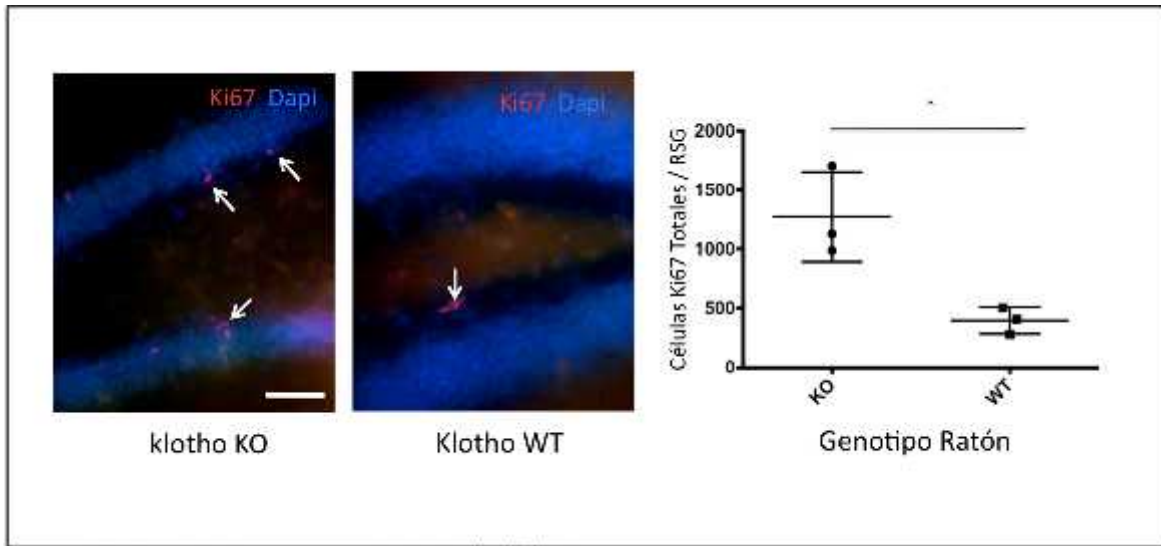 Ki67 Dapi
Ki67 Dapi
klotho KO
Klotho WT
Células Ki67 Totales / RSG
2000
1500
1000
500
0
KO
WT
Genotipo Ratón